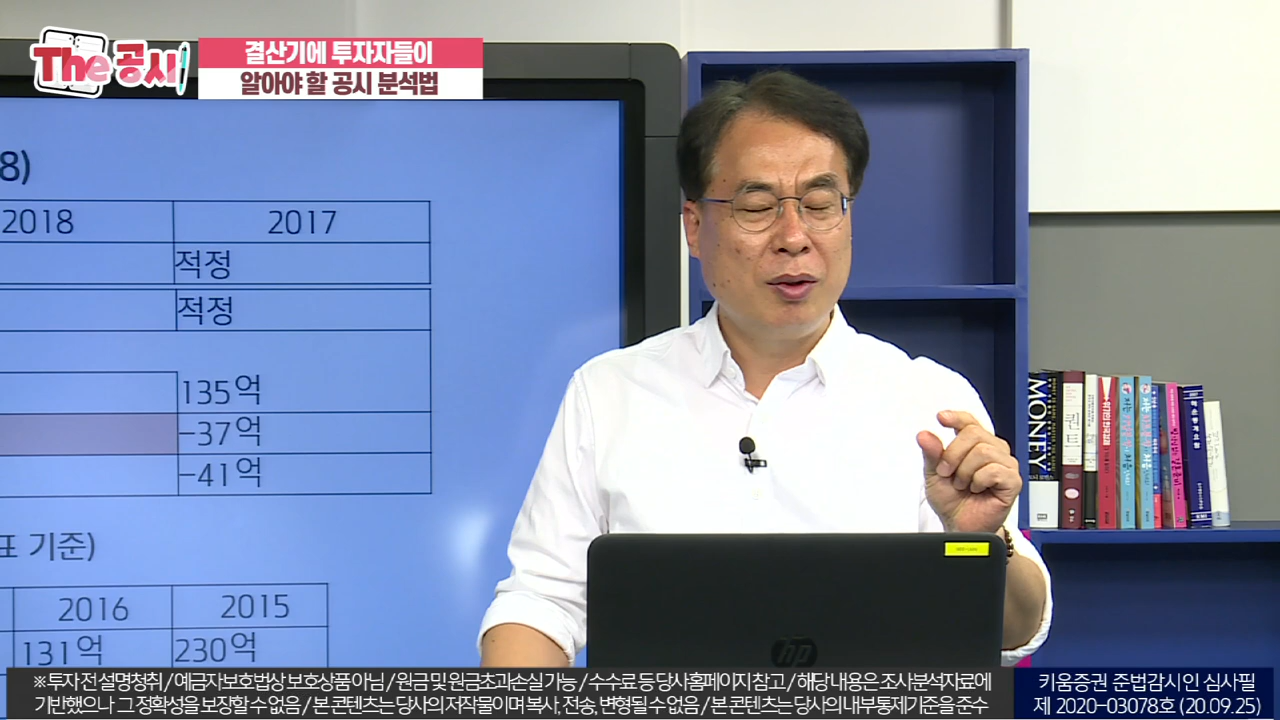 The 공시
결산기에 투자자들이
알아야 할 공시 분석법
8)
2018 2017
적정
적정
135억
-37억
-41억
표 기준)
2016 2015
131억 230억
MONEY
퀀트
hp
※ 투자 전 설명청취 / 예금자보호법상 보호상품 아님 / 원금 및 원금초과손실 가능 / 수수료 등 당사홈페이지 참고 / 해당 내용은 조사분석자료에
기반했으나 그 정확성을 보장할 수 없음 / 본 콘텐츠는 당사의 저작물이며 복사, 전송, 변형될 수 없음 / 본 콘텐츠는 당사의 내부통제기준을 준수
키움증권 준법감시인 심사필
제 2020-03078호 (20.09.25)